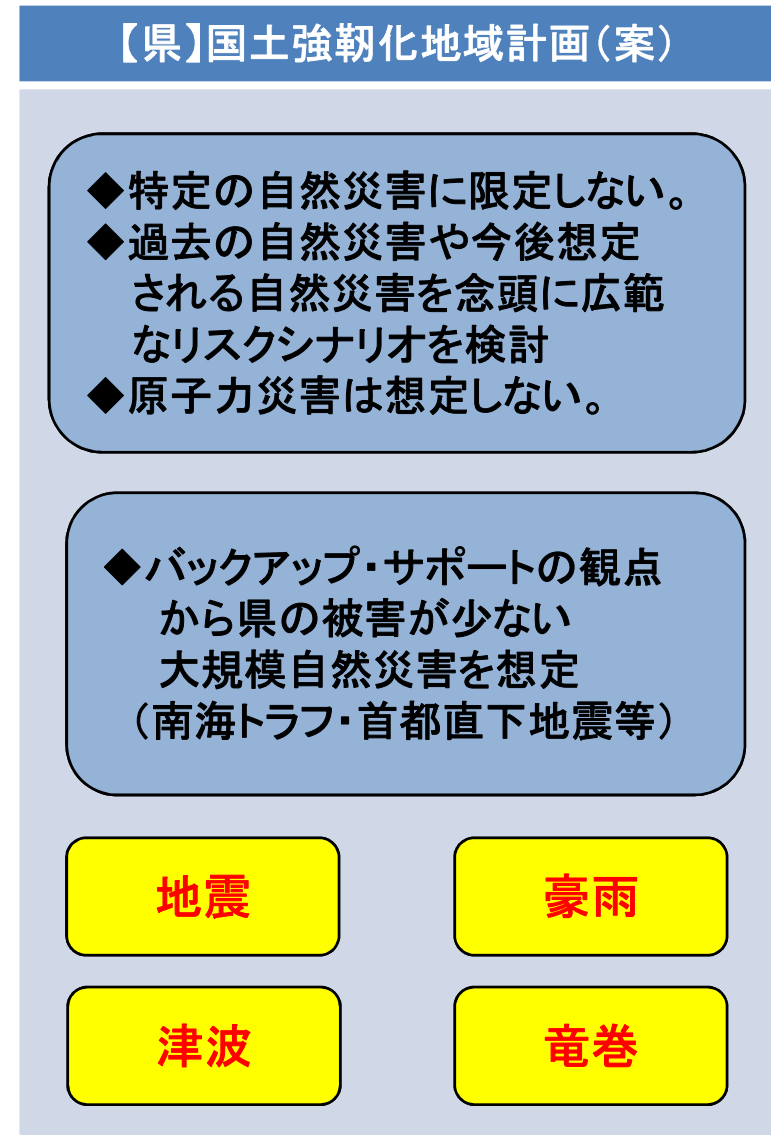 【県】国土強靭化地域計画（案）
◆特定の自然災害に限定しない。
◆過去の自然災害や今後想定
される自然災害を念頭に広範
なリスクシナリオを検討
◆原子力災害は想定しない。
◆バックアップ・サポートの観点
から県の被害が少ない
大規模自然災害を想定
（南海トラフ・首都直下地震等）
地震
豪雨
津波
竜巻